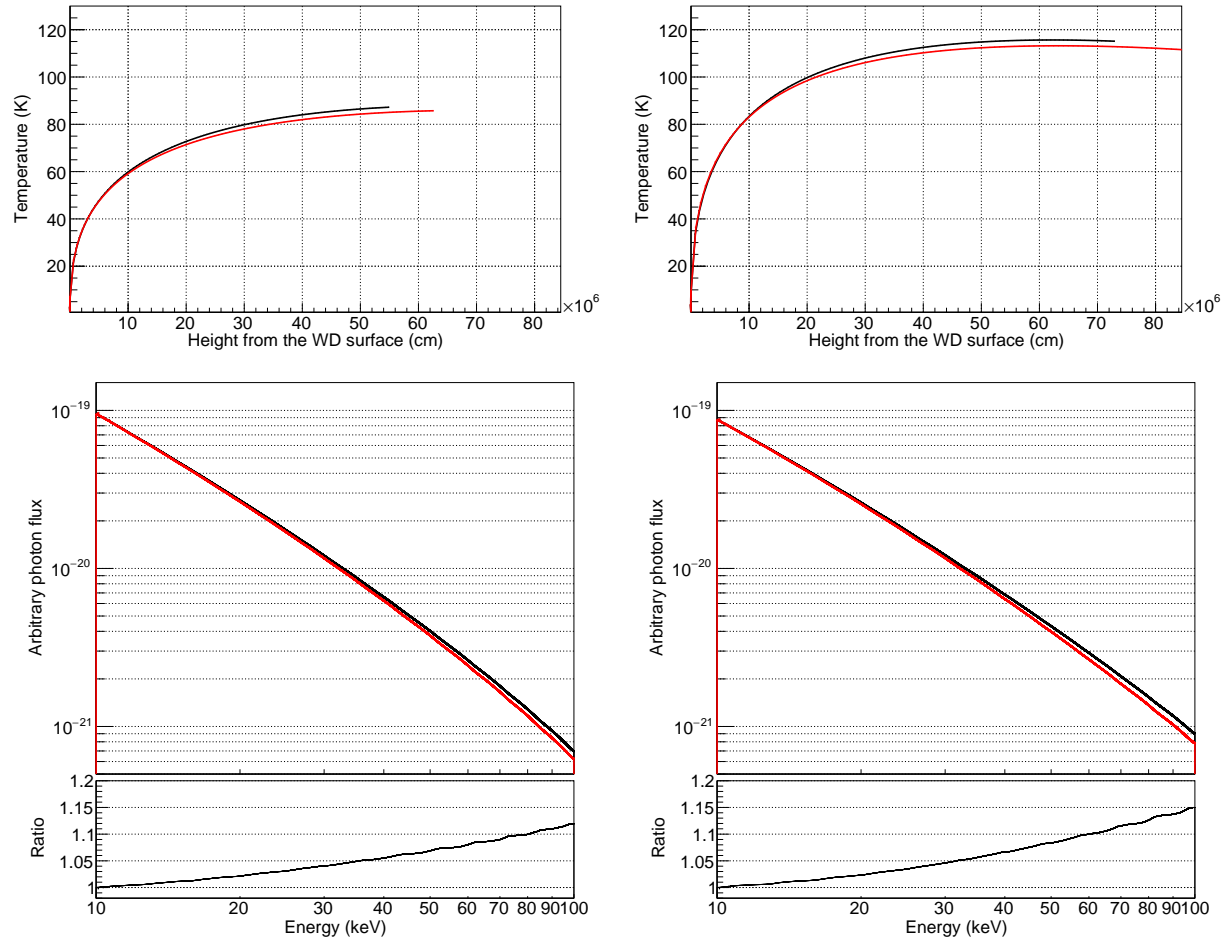 120
100
80
60
40
20
Temperature (K)
10 20 30 40 50 60 70 80
×10⁶
Height from the WD surface (cm)
120
100
80
60
40
20
Temperature (K)
10 20 30 40 50 60 70 80
×10⁶
Height from the WD surface (cm)
10⁻¹⁹
10⁻²⁰
10⁻²¹
Arbitrary photon flux
1.2
1.15
1.1
1.05
1
Ratio
10 20 30 40 50 60 70 80 90 100
Energy (keV)
10⁻¹⁹
10⁻²⁰
10⁻²¹
Arbitrary photon flux
1.2
1.15
1.1
1.05
1
Ratio
10 20 30 40 50 60 70 80 90 100
Energy (keV)